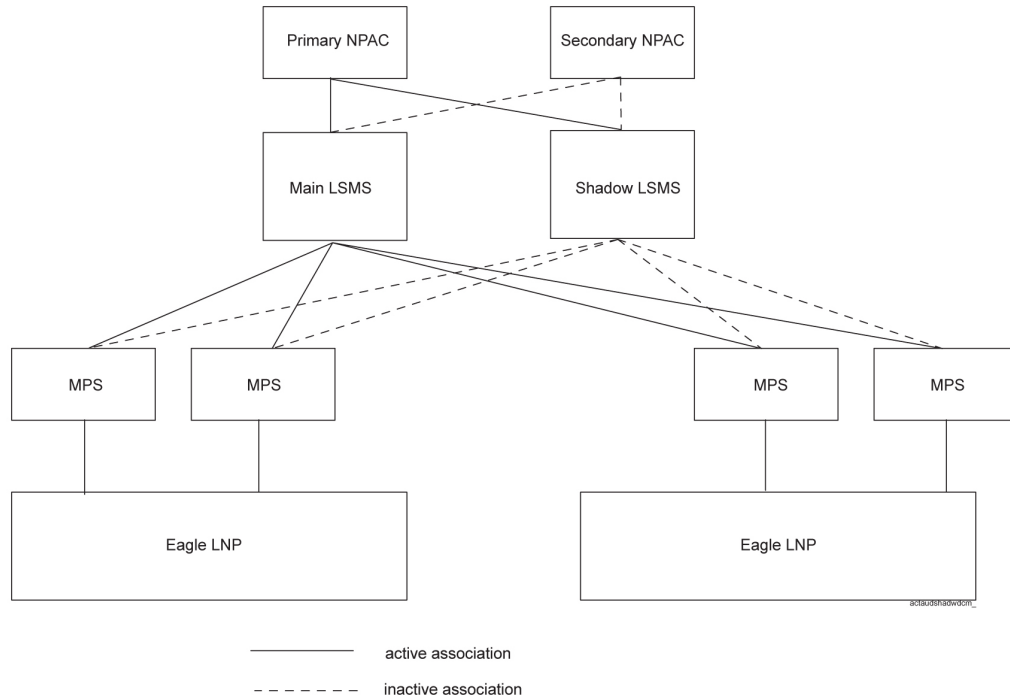 Primary NPAC
Secondary NPAC
Main LSMS
Shadow LSMS
MPS
MPS
MPS
MPS
Eagle LNP
Eagle LNP
actaudshadwdcm_
active association
inactive association